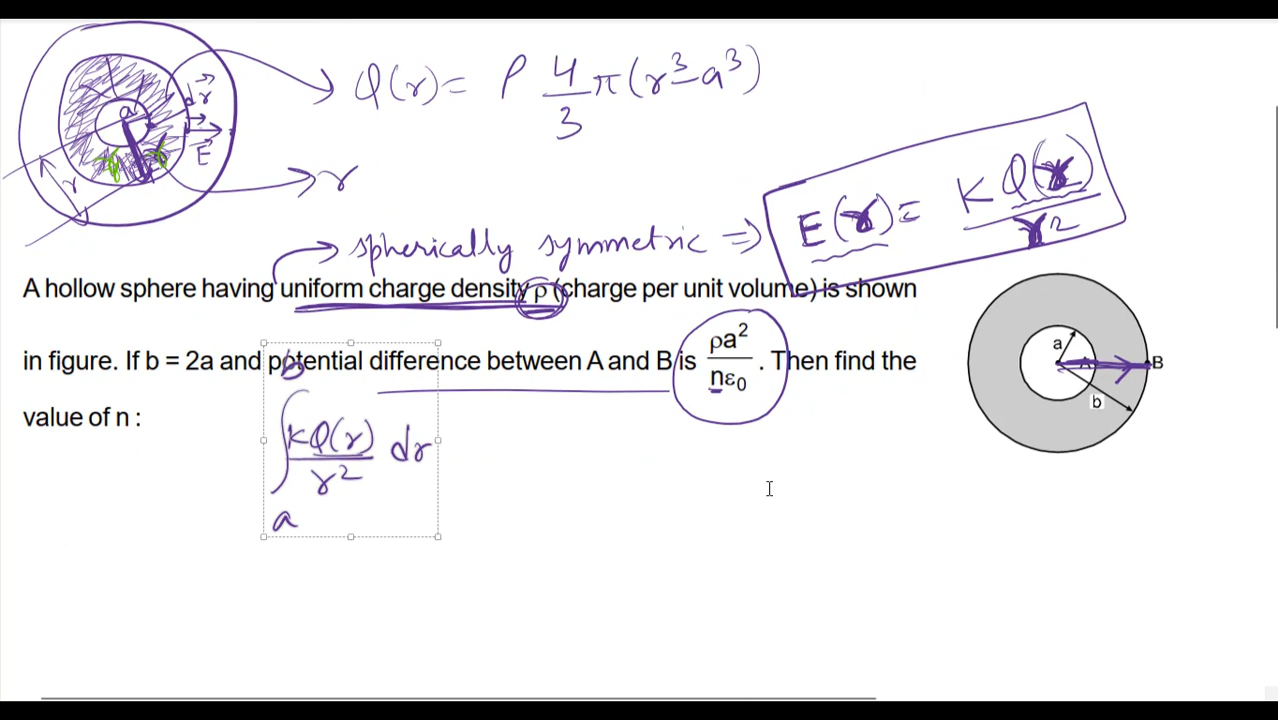 a dr→ E→ r
Q(r) = ρ 4/3 π(r³-a³)
→ r
→ spherically symmetric ⇒ E(r) = KQ(r)/r²
A hollow sphere having uniform charge density ρ (charge per unit volume) is shown
in figure. If b = 2a and potential difference between A and B is ρa²/nε₀ . Then find the
value of n :
∫ₐᵇ KQ(r)/r² dr
a A B
b